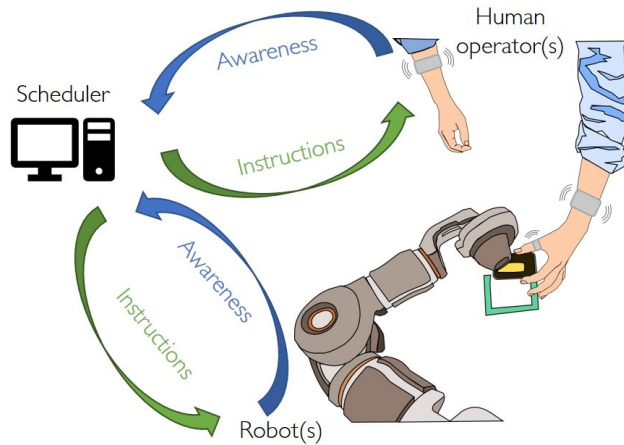 Human
operator(s)
Awareness
Scheduler
Instructions
Awareness
Instructions
Robot(s)